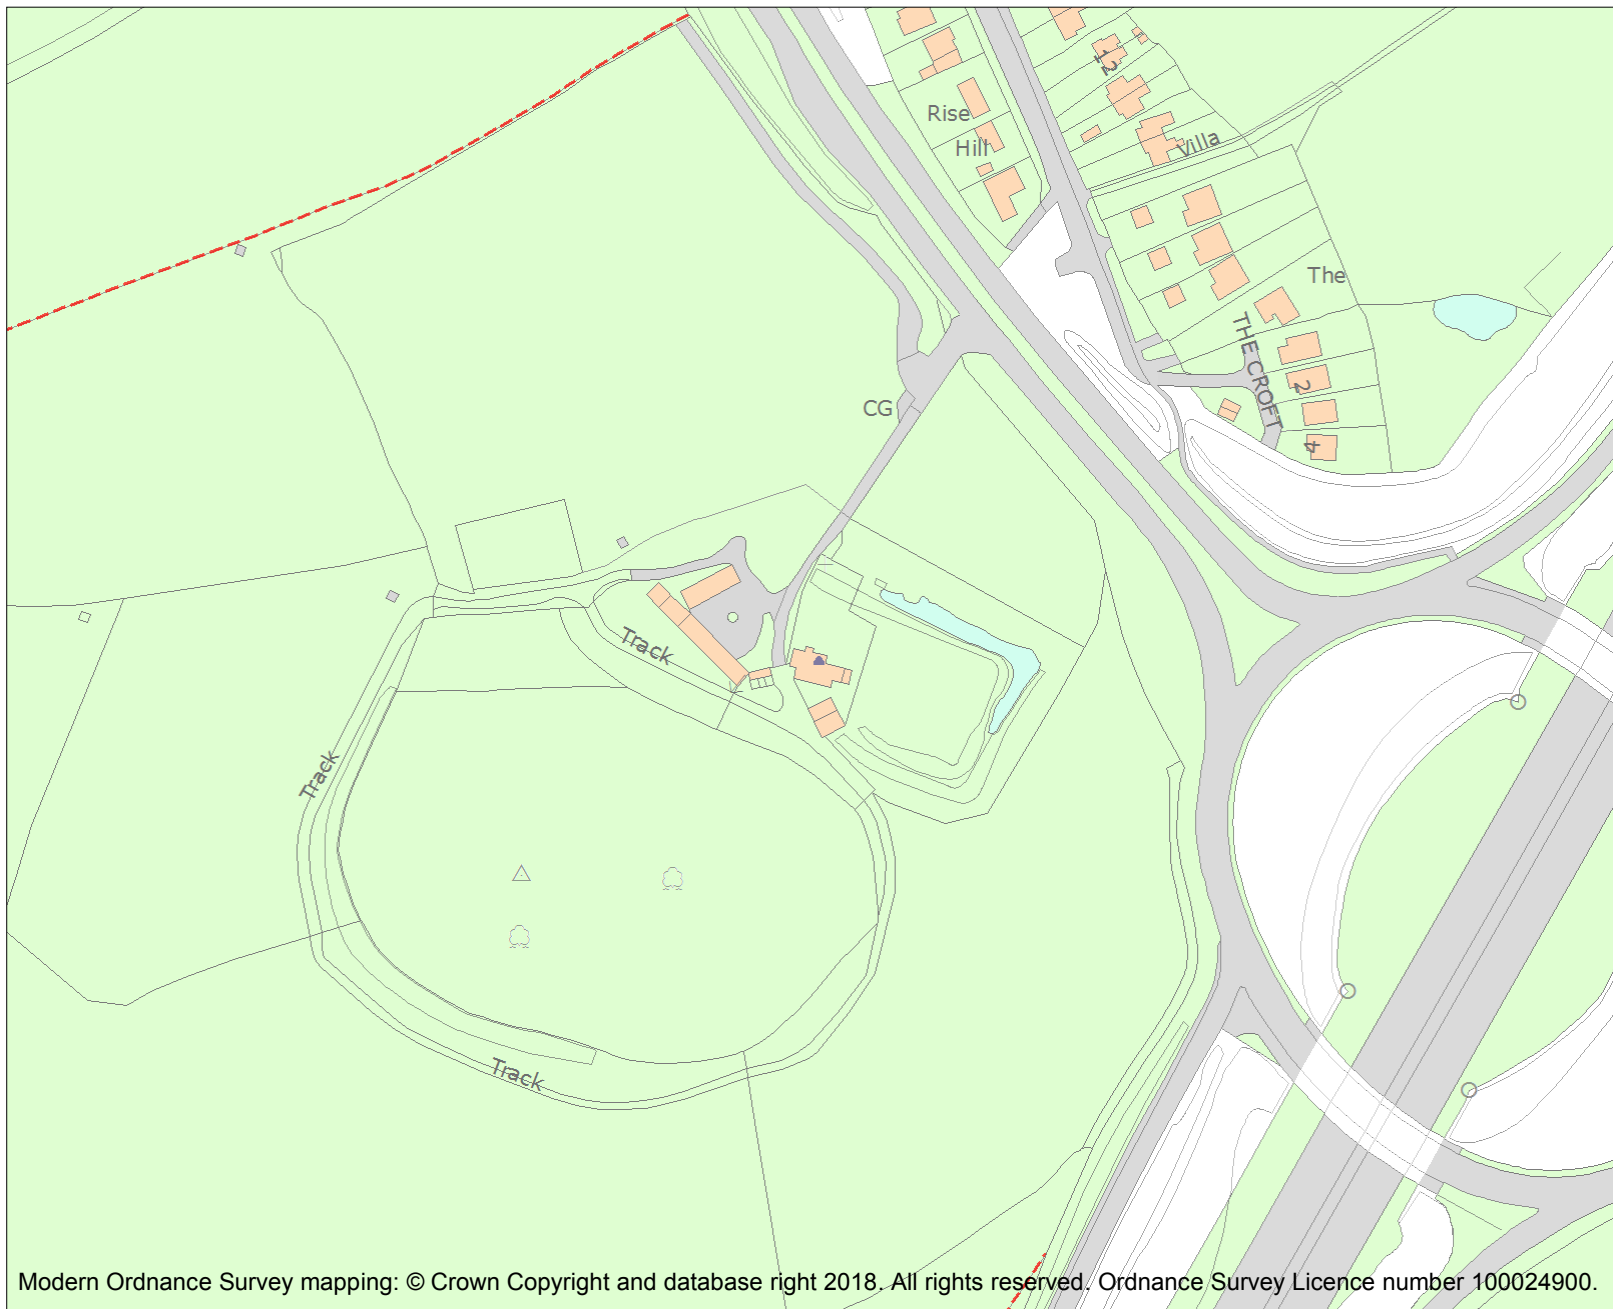 12
Rise
Hill
Villa
The
THE CROFT
2
4
CG
Track
Track
Track
Modern Ordnance Survey mapping: © Crown Copyright and database right 2018. All rights reserved. Ordnance Survey Licence number 100024900.